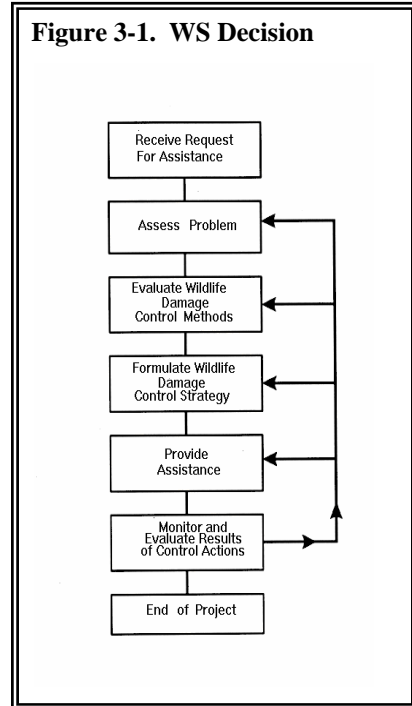 Figure 3-1. WS Decision
Receive Request
For Assistance
Assess Problem
Evaluate Wildlife
Damage
Control Methods
Formulate Wildlife
Damage
Control Strategy
Provide
Assistance
Monitor and
Evaluate Results
of Control Actions
End of Project